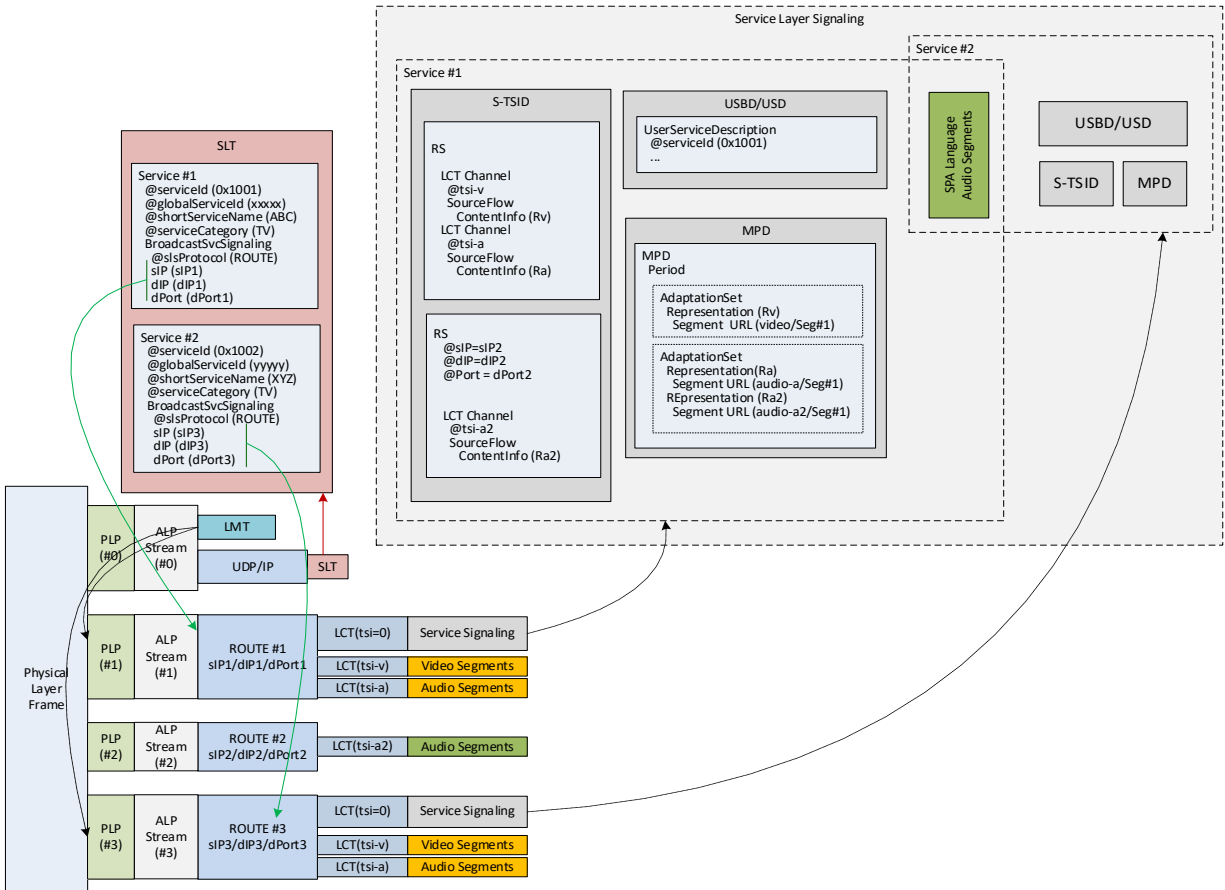 Service Layer Signaling
Service #2
Service #1
S-TSID
RS
LCT Channel
@tsi-v
SourceFlow
ContentInfo (Rv)
LCT Channel
@tsi-a
SourceFlow
ContentInfo (Ra)
RS
@sIP=sIP2
@dIP=dIP2
@Port = dPort2
LCT Channel
@tsi-a2
SourceFlow
ContentInfo (Ra2)
USBD/USD
UserServiceDescription
@serviceId (0x1001)
...
MPD
MPD
Period
AdaptationSet
Representation (Rv)
Segment URL (video/Seg#1)
AdaptationSet
Representation(Ra)
Segment URL (audio-a/Seg#1)
REpresentation (Ra2)
Segment URL (audio-a2/Seg#1)
SPA Language
Audio Segments
USBD/USD
S-TSID
MPD
SLT
Service #1
@serviceId (0x1001)
@globalServiceId (xxxxx)
@shortServiceName (ABC)
@serviceCategory (TV)
BroadcastSvcSignaling
@slsProtocol (ROUTE)
sIP (sIP1)
dIP (dIP1)
dPort (dPort1)
Service #2
@serviceId (0x1002)
@globalServiceId (yyyyy)
@shortServiceName (XYZ)
@serviceCategory (TV)
BroadcastSvcSignaling
@slsProtocol (ROUTE)
sIP (sIP3)
dIP (dIP3)
dPort (dPort3)
Physical
Layer
Frame
PLP
(#0)
ALP
Stream
(#0)
LMT
UDP/IP
SLT
PLP
(#1)
ALP
Stream
(#1)
ROUTE #1
sIP1/dIP1/dPort1
LCT(tsi=0)
Service Signaling
LCT(tsi-v)
Video Segments
LCT(tsi-a)
Audio Segments
PLP
(#2)
ALP
Stream
(#2)
ROUTE #2
sIP2/dIP2/dPort2
LCT(tsi-a2)
Audio Segments
PLP
(#3)
ALP
Stream
(#3)
ROUTE #3
sIP3/dIP3/dPort3
LCT(tsi=0)
Service Signaling
LCT(tsi-v)
Video Segments
LCT(tsi-a)
Audio Segments